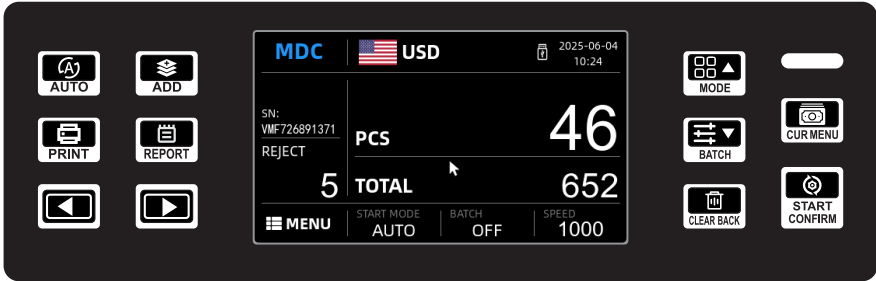 AUTO
ADD
PRINT
REPORT
MDC
USD
2025-06-04
10:24
SN:
VMF726891371
REJECT
5
PCS
46
TOTAL
652
MENU
START MODE
AUTO
BATCH
OFF
SPEED
1000
MODE
BATCH
CLEAR BACK
CUR MENU
START
CONFIRM